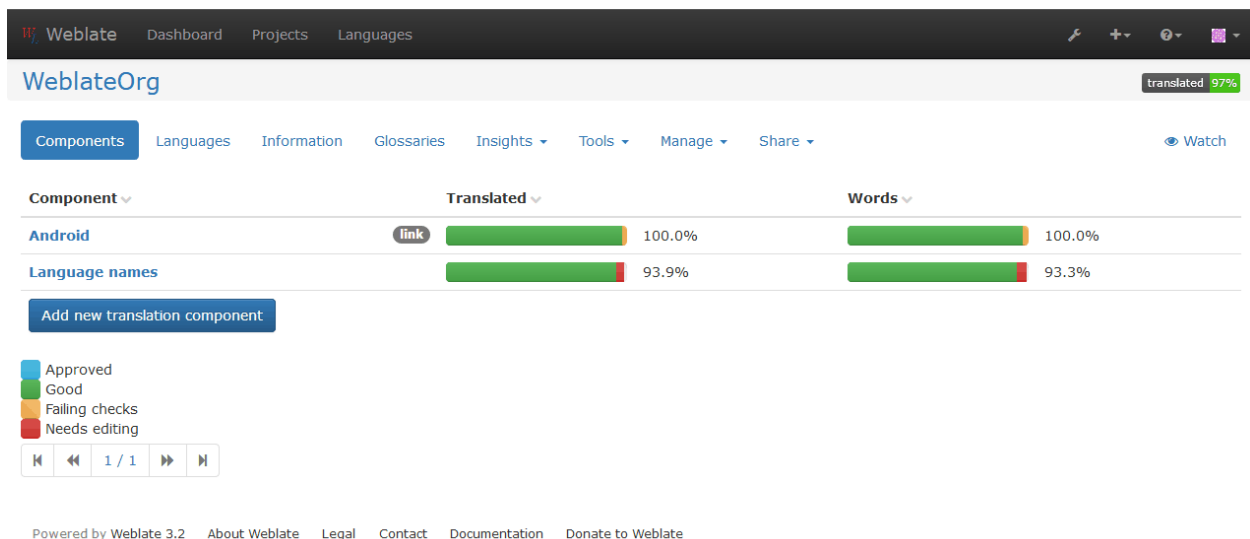 Weblate Dashboard Projects Languages
WeblateOrg translated 97%
Components Languages Information Glossaries Insights Tools Manage Share Watch
Component Translated Words
Android link 100.0% 100.0%
Language names 93.9% 93.3%
Add new translation component
Approved
Good
Failing checks
Needs editing
1 / 1
Powered by Weblate 3.2 About Weblate Legal Contact Documentation Donate to Weblate